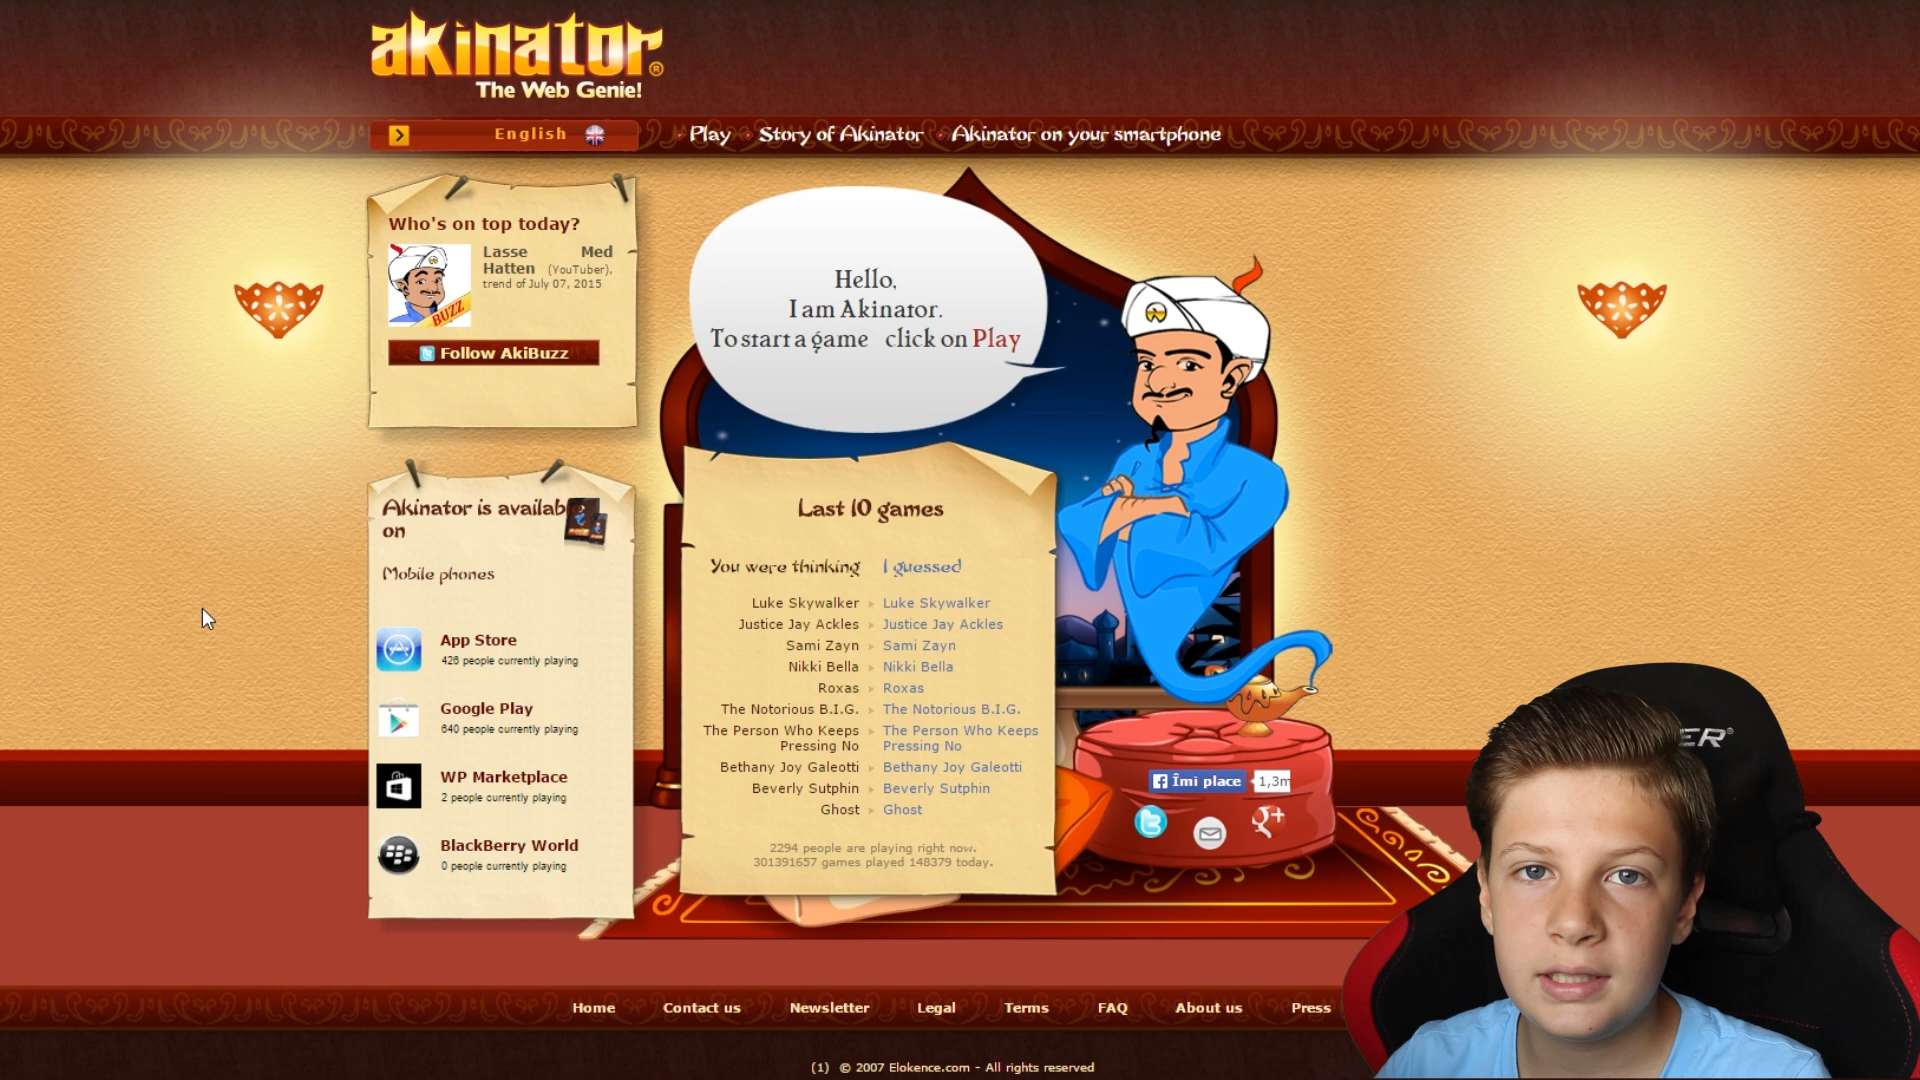 akinator®
The Web Genie!
English
Play
Story of Akinator
Akinator on your smartphone
Who's on top today?
Lasse Med
Hatten (YouTuber),
trend of July 07, 2015
BUZZ
Follow AkiBuzz
Hello,
I am Akinator.
To start a game click on Play
Akinator is availab
on
Mobile phones
App Store
426 people currently playing
Google Play
640 people currently playing
WP Marketplace
2 people currently playing
BlackBerry World
0 people currently playing
Last 10 games
You were thinking I guessed
Luke Skywalker Luke Skywalker
Justice Jay Ackles Justice Jay Ackles
Sami Zayn Sami Zayn
Nikki Bella Nikki Bella
Roxas Roxas
The Notorious B.I.G. The Notorious B.I.G.
The Person Who Keeps The Person Who Keeps
Pressing No Pressing No
Bethany Joy Galeotti Bethany Joy Galeotti
Beverly Sutphin Beverly Sutphin
Ghost Ghost
2294 people are playing right now.
301391657 games played 148379 today.
Îmi place 1,3m
ER®
Home
Contact us
Newsletter
Legal
Terms
FAQ
About us
Press
(1) © 2007 Elokence.com - All rights reserved